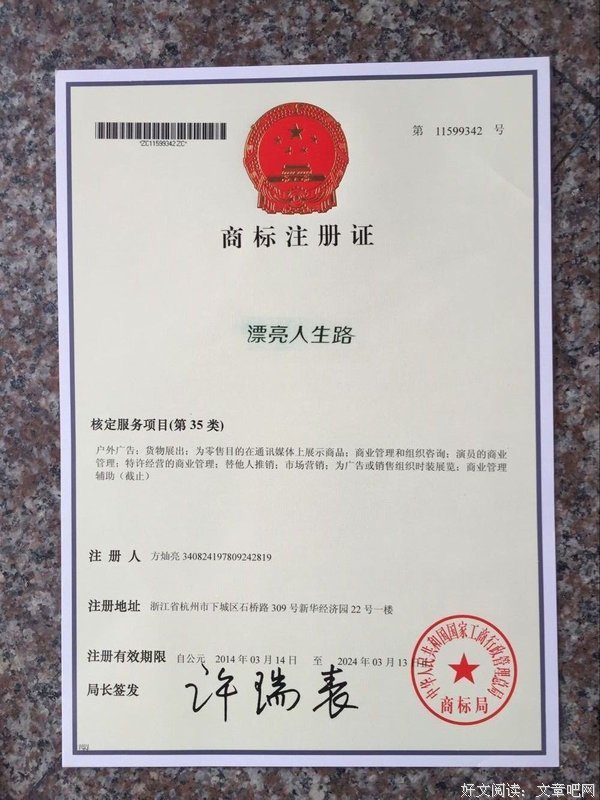 第 11599342 号
*ZC11599342ZC*
商标注册证
漂亮人生路
核定服务项目(第 35 类)
户外广告；货物展出；为零售目的在通讯媒体上展示商品；商业管理和组织咨询；演员的商业
管理；特许经营的商业管理；替他人推销；市场营销；为广告或销售组织时装展览；商业管理
辅助（截止）
注 册 人 方灿亮 340824197809242819
注册地址 浙江省杭州市下城区石桥路 309 号新华经济园 22 号一楼
注册有效期限 自公元 2014 年 03 月 14 日 至 2024 年 03 月 13 日止
局长签发 许瑞表
中华人民共和国国家工商行政管理总局
商标局
好文阅读：文章吧网